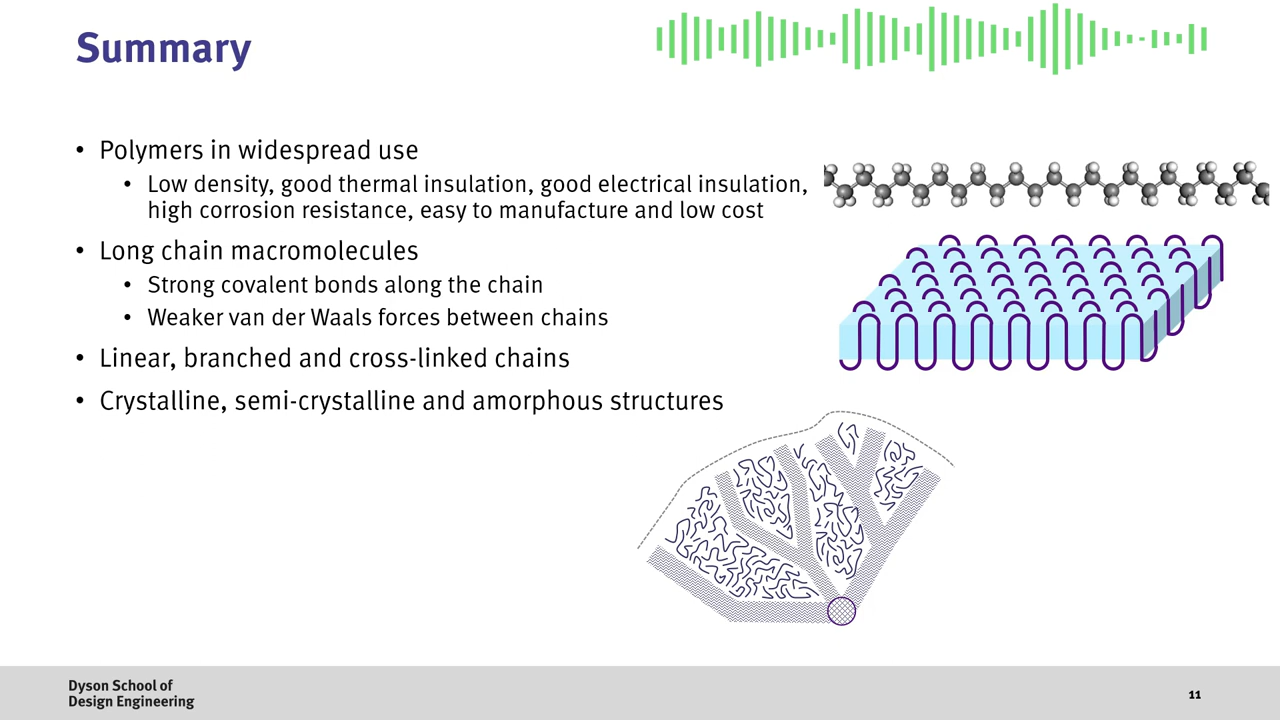 Summary
• Polymers in widespread use
• Low density, good thermal insulation, good electrical insulation,
high corrosion resistance, easy to manufacture and low cost
• Long chain macromolecules
• Strong covalent bonds along the chain
• Weaker van der Waals forces between chains
• Linear, branched and cross-linked chains
• Crystalline, semi-crystalline and amorphous structures
Dyson School of
Design Engineering
11